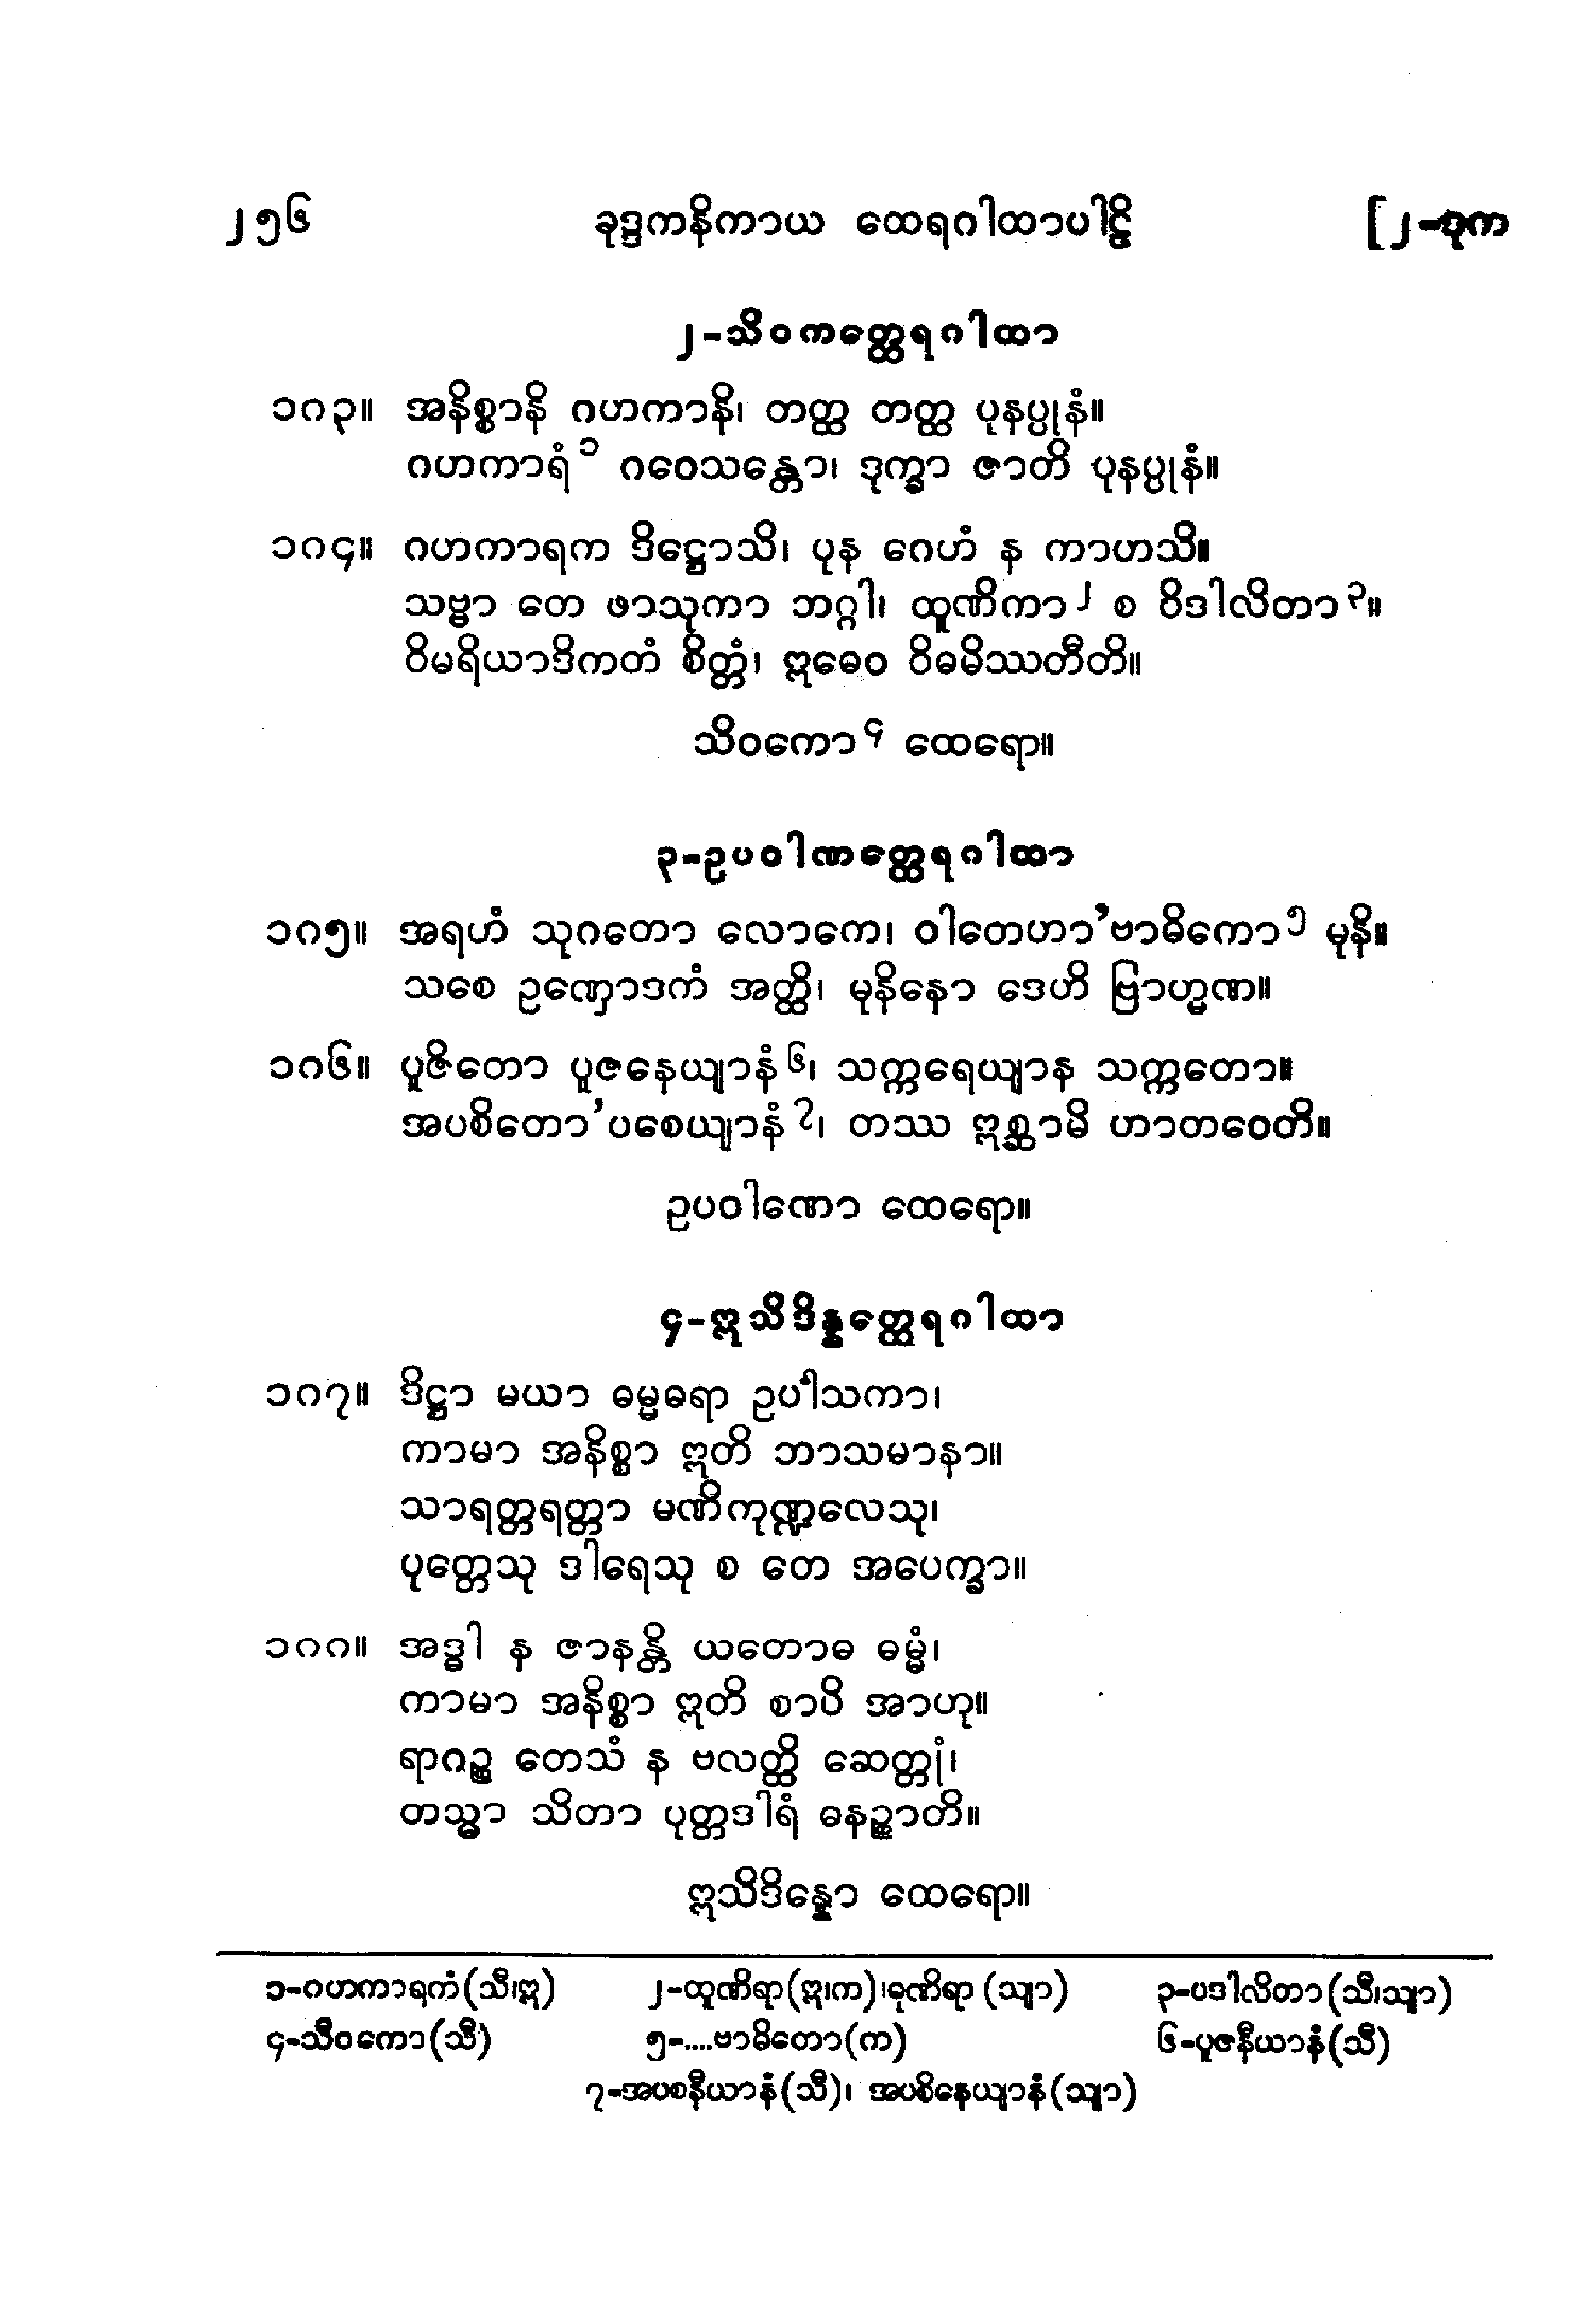 ၂၅၆ ခုဒ္ဒကနိကာယ ထေရဂါထာပါဠိ [၂-ဒုက
၂-သိဝကတ္ထေရဂါထာ
၁၈၃။ အနိစ္စာနိ ဂဟကာနိ၊ တတ္ထ တတ္ထ ပုနပ္ပုနံ။
ဂဟကာရံ ၁ ဂဝေသန္တော၊ ဒုက္ခာ ဇာတိ ပုနပ္ပုနံ။
၁၈၄။ ဂဟကာရက ဒိဋ္ဌောသိ၊ ပုန ဂေဟံ န ကာဟသိ။
သဗ္ဗာ တေ ဖာသုကာ ဘဂ္ဂါ၊ ထူဏိကာ ၂ စ ဝိဒါလိတာ ၃။
ဝိမရိယာဒိကတံ စိတ္တံ၊ ဣဓေဝ ဝိဓမိဿတီတိ။
သိဝကော ၄ ထေရော။
၃-ဥပဝါဏတ္ထေရဂါထာ
၁၈၅။ အရဟံ သုဂတော လောကေ၊ ဝါတေဟာ’ဗာဓိကော ၅ မုနိ။
သစေ ဥဏှောဒကံ အတ္ထိ၊ မုနိနော ဒေဟိ ဗြာဟ္မဏ။
၁၈၆။ ပူဇိတော ပူဇနေယျာနံ ၆၊ သက္ကရေယျာန သက္ကတော။
အပစိတော’ပစေယျာနံ ၇၊ တဿ ဣစ္ဆာမိ ဟာတဝေတိ။
ဥပဝါဏော ထေရော။
၄-ဣသိဒိန္နတ္ထေရဂါထာ
၁၈၇။ ဒိဋ္ဌာ မယာ ဓမ္မဓရာ ဥပါသကာ၊
ကာမာ အနိစ္စာ ဣတိ ဘာသမာနာ။
သာရတ္တရတ္တာ မဏိကုဏ္ဍလေသု၊
ပုတ္တေသု ဒါရေသု စ တေ အပေက္ခာ။
၁၈၈။ အဒ္ဓါ န ဇာနန္တိ ယတောဓ ဓမ္မံ၊
ကာမာ အနိစ္စာ ဣတိ စာပိ အာဟု။
ရာဂဉ္စ တေသံ န ဗလတ္ထိ ဆေတ္တုံ၊
တသ္မာ သိတာ ပုတ္တဒါရံ ဓနဉ္စာတိ။
ဣသိဒိန္နော ထေရော။
၁-ဂဟကာရကံ(သီ၊ဣ) ၂-ထူဏိရာ(ဣ၊က)၊ဓုဏိရာ (သျာ) ၃-ပဒါလိတာ(သီ၊သျာ)
၄-သီဝကော(သီ) ၅-....ဗာဓိတော(က) ၆-ပူဇနီယာနံ(သီ)
၇-အပစနီယာနံ(သီ)၊ အပစိနေယျာနံ(သျာ)